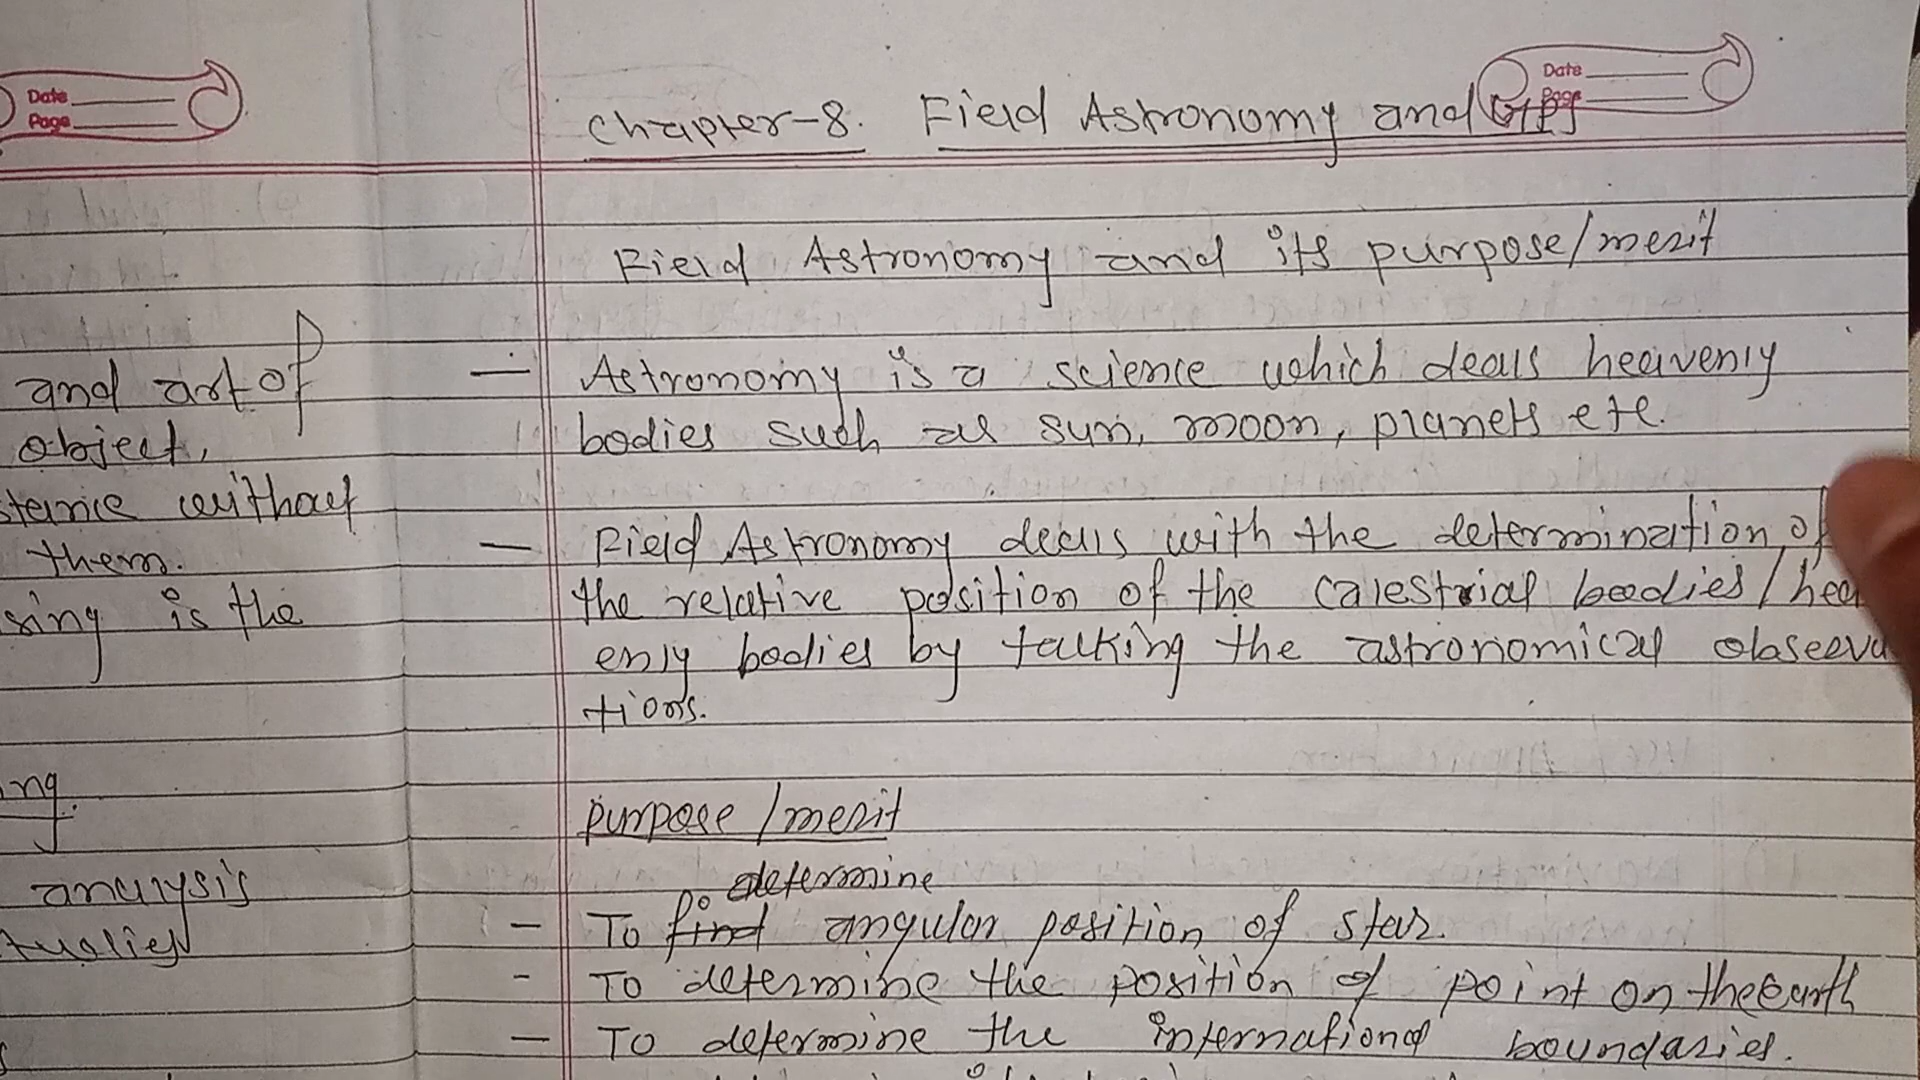 Date
Page
Date
Page
Chapter-8. Field Astronomy and GPS
Field Astronomy and its purpose/merit
and art of
object,
without
them.
is the
analysis
— Astronomy is a science which deals heavenly
bodies such as sun, moon, planets etc.
— Field Astronomy deals with the determination of
the relative position of the calestrial boodies / hea
enly bodies by taking the astronomical obseerva
tions.
purpose / merit
determine
- To find angular position of star.
- To determine the position of point on the Earth
- To determine the international boundaries.